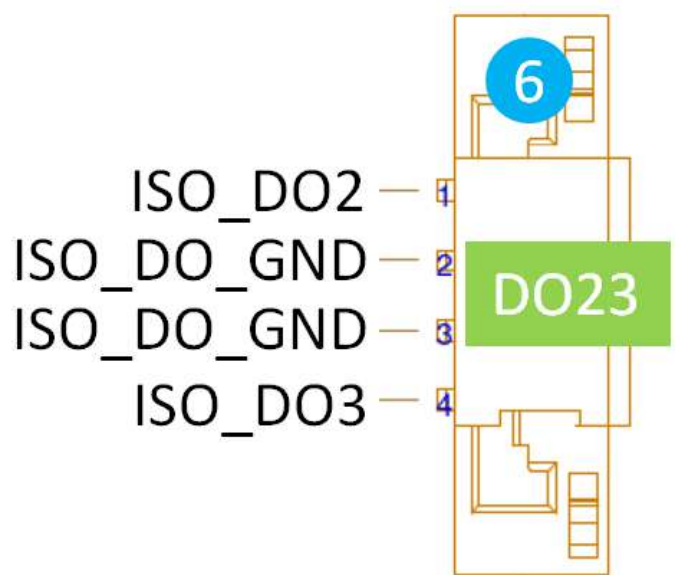 6
ISO_DO2 1
ISO_DO_GND 2
DO23
ISO_DO_GND 3
ISO_DO3 4